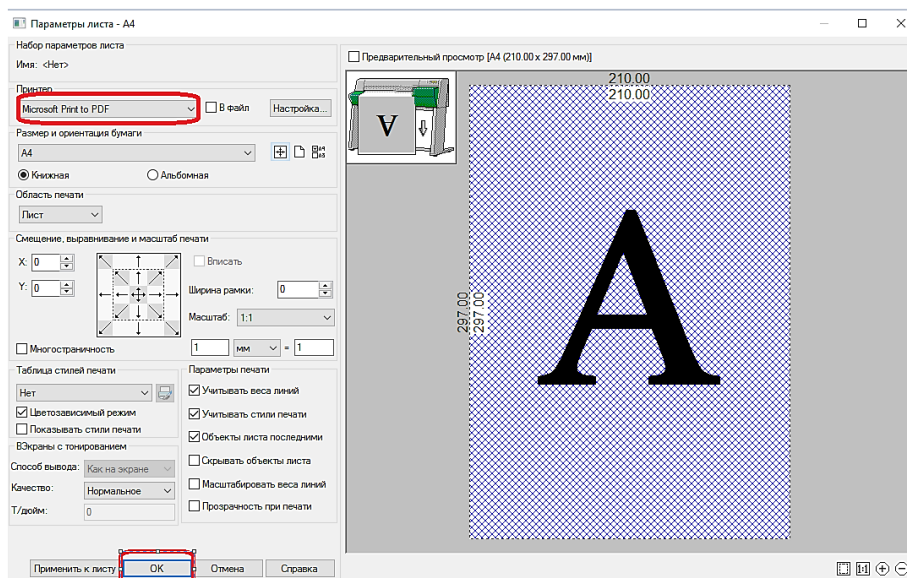 Параметры листа - A4
Набор параметров листа
Имя: <Нет>
Принтер
Microsoft Print to PDF
В файл
Настройка...
Размер и ориентация бумаги
A4
Книжная
Альбомная
Область печати
Лист
Смещение, выравнивание и масштаб печати
X: 0
Y: 0
Вписать
Ширина рамки: 0
Масштаб: 1:1
Многостраничность
1 мм = 1
Таблица стилей печати
Нет
Цветозависимый режим
Показывать стили печати
ВЭкраны с тонированием
Способ вывода: Как на экране
Качество: Нормальное
Т/дюйм: 0
Параметры печати
Учитывать веса линий
Учитывать стили печати
Объекты листа последними
Скрывать объекты листа
Масштабировать веса линий
Прозрачность при печати
Применить к листу
OK
Отмена
Справка
Предварительный просмотр [A4 (210.00 x 297.00 мм)]
A
210.00
210.00
297.00
297.00
A
1:1